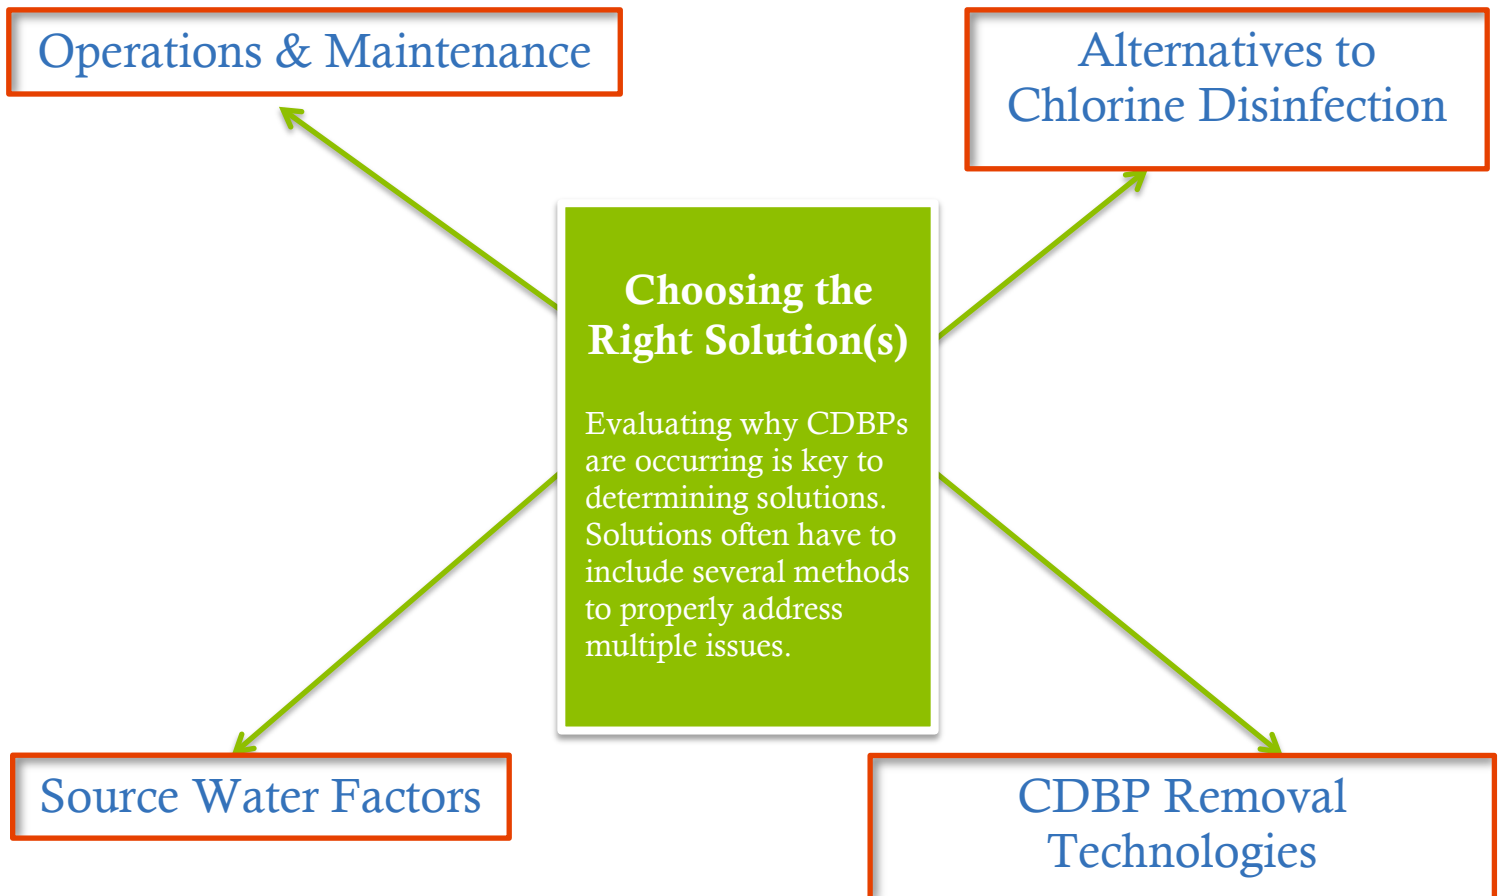 Operations & Maintenance
Alternatives to
Chlorine Disinfection
Choosing the
Right Solution(s)
Evaluating why CDBPs
are occurring is key to
determining solutions.
Solutions often have to
include several methods
to properly address
multiple issues.
Source Water Factors
CDBP Removal
Technologies